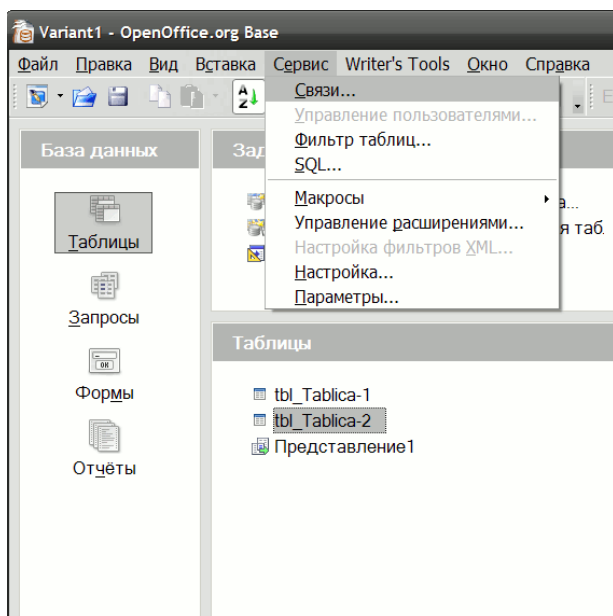 Variant1 - OpenOffice.org Base
Файл Правка Вид Вставка Сервис Writer's Tools Окно Справка
Связи...
Управление пользователями...
Фильтр таблиц...
SQL...
Макросы
Управление расширениями...
Настройка фильтров XML...
Настройка...
Параметры...
База данных
Таблицы
Запросы
Формы
Отчёты
Зад
а...
я таб
Таблицы
tbl_Tablica-1
tbl_Tablica-2
Представление1